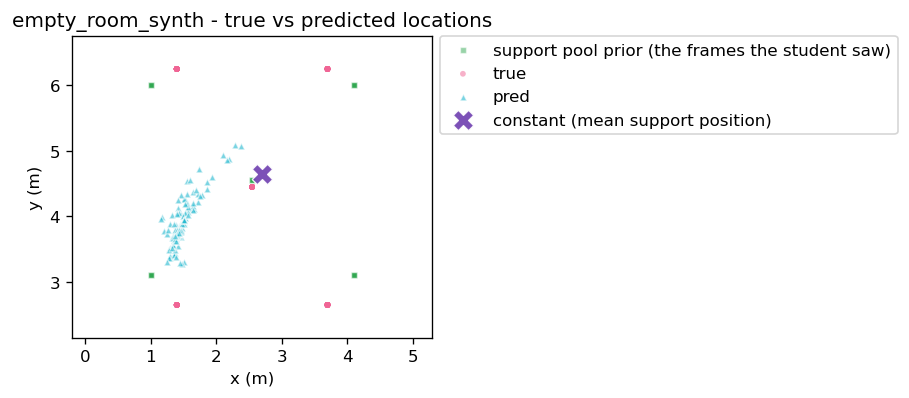 empty_room_synth - true vs predicted locations
support pool prior (the frames the student saw)
true
pred
constant (mean support position)
y (m)
6
5
4
3
0
1
2
3
4
5
x (m)